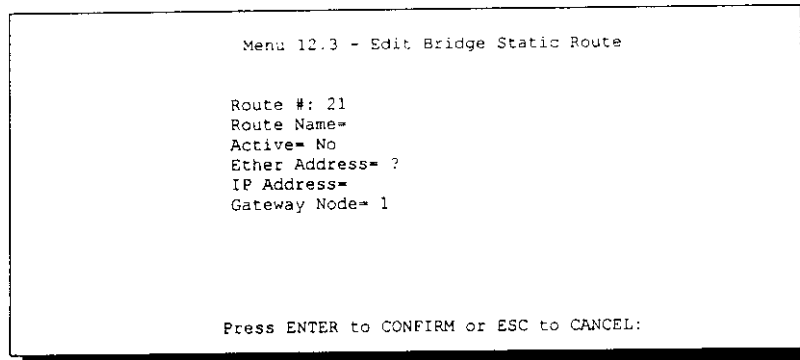 Menu 12.3 - Edit Bridge Static Route
Route #: 21
Route Name=
Active= No
Ether Address= ?
IP Address=
Gateway Node= 1
Press ENTER to CONFIRM or ESC to CANCEL: